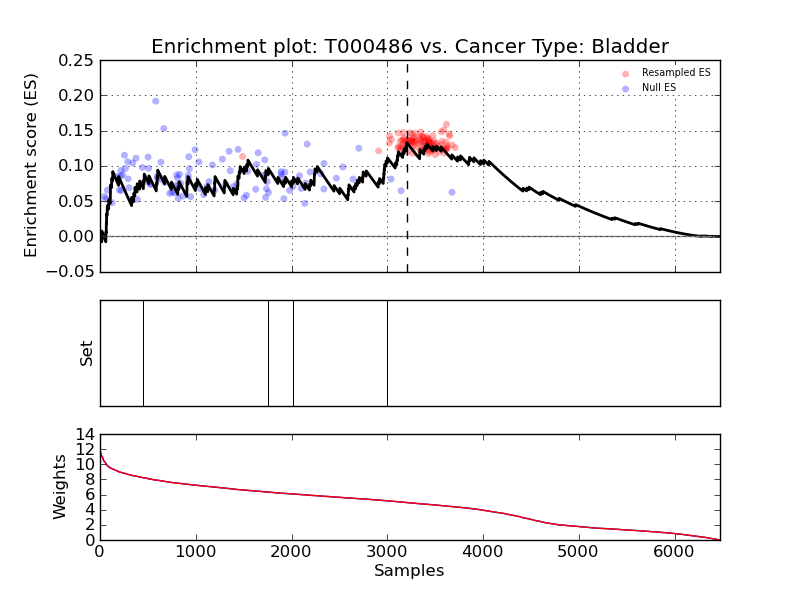 Enrichment plot: T000486 vs. Cancer Type: Bladder
Enrichment score (ES)
0.25
0.20
0.15
0.10
0.05
0.00
−0.05
Resampled ES
Null ES
Set
Weights
14
12
10
8
6
4
2
0
0 1000 2000 3000 4000 5000 6000
Samples